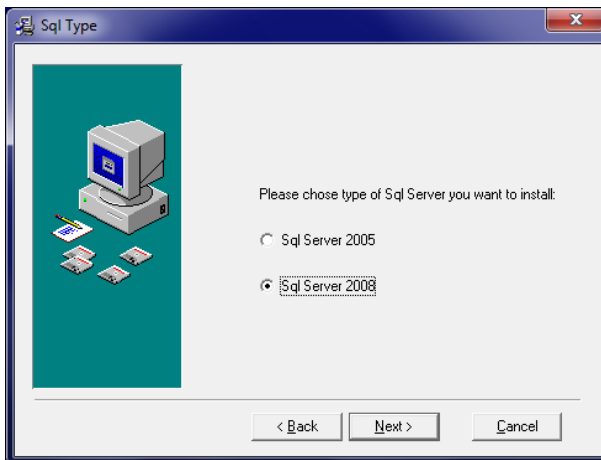 Sql Type
Please chose type of Sql Server you want to install:
Sql Server 2005
Sql Server 2008
< Back Next > Cancel